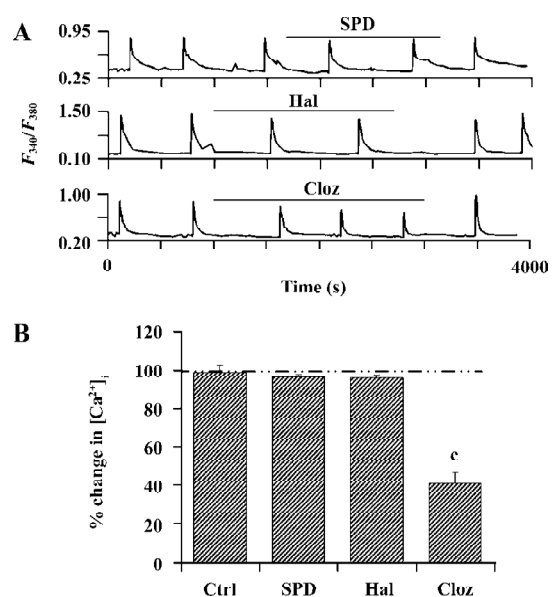 A
SPD
0.95
0.25
Hal
1.50
0.10
F340/F380
Cloz
1.00
0.20
0
4000
Time (s)
B
120
100
80
60
40
20
0
% change in [Ca2+]i
c
Ctrl
SPD
Hal
Cloz